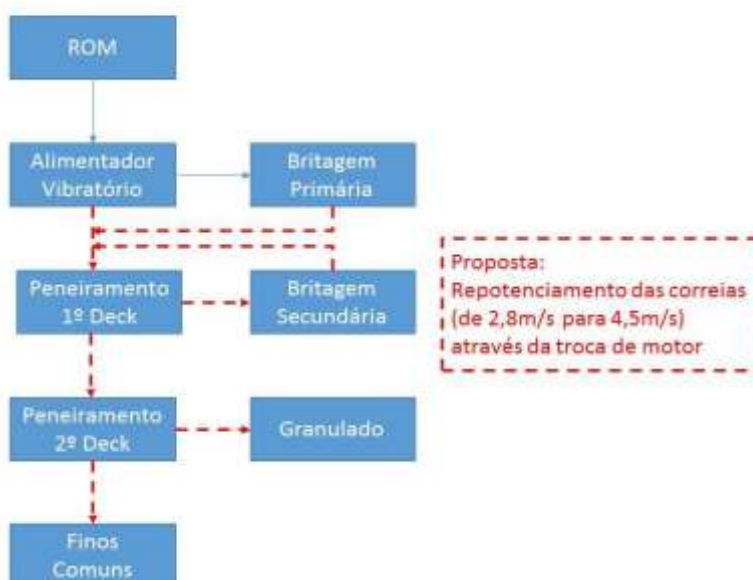 ROM
Alimentador
Vibratório
Britagem
Primária
Peneiramento
1º Deck
Britagem
Secundária
Proposta:
Repotenciamento das correias
(de 2,8m/s para 4,5m/s)
através da troca de motor
Peneiramento
2º Deck
Granulado
Finos
Comuns